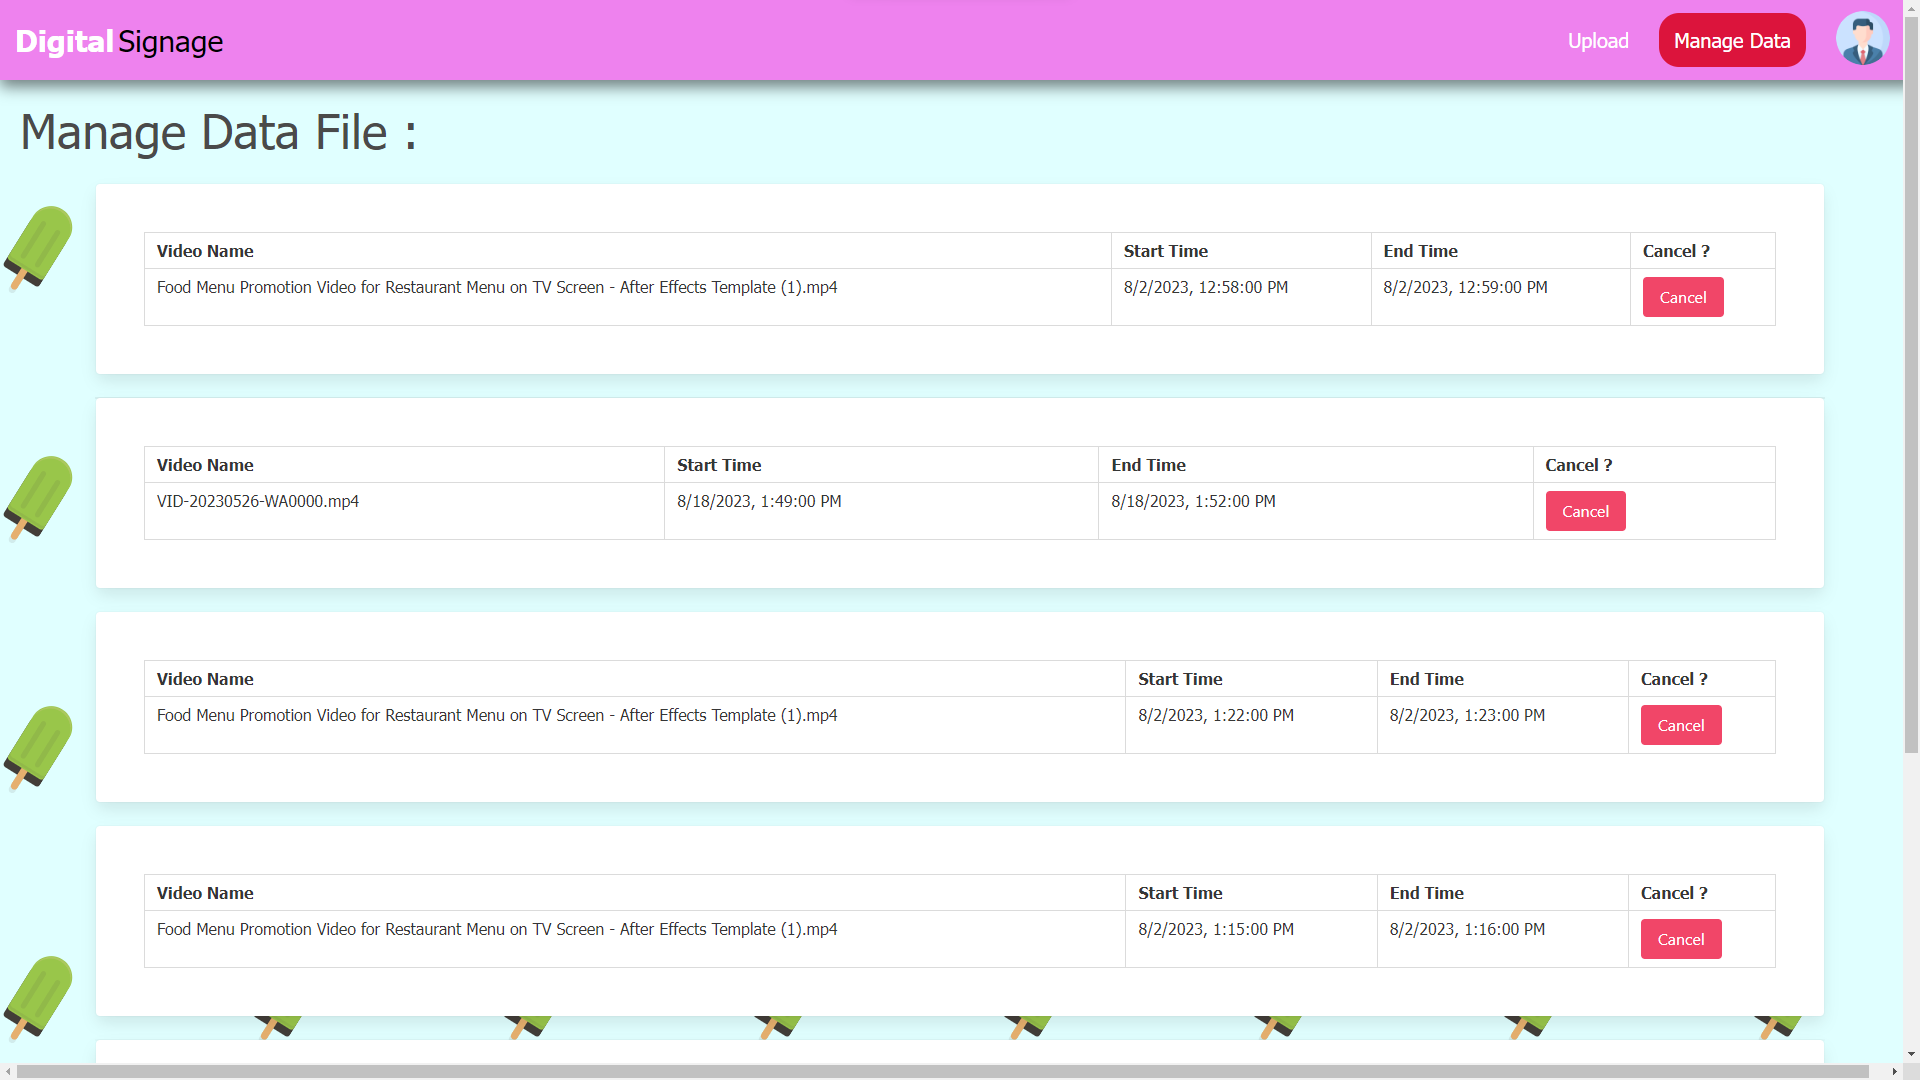 Digital Signage
Upload
Manage Data
Manage Data File :
Video Name Start Time End Time Cancel ?
Food Menu Promotion Video for Restaurant Menu on TV Screen - After Effects Template (1).mp4 8/2/2023, 12:58:00 PM 8/2/2023, 12:59:00 PM Cancel
Video Name Start Time End Time Cancel ?
VID-20230526-WA0000.mp4 8/18/2023, 1:49:00 PM 8/18/2023, 1:52:00 PM Cancel
Video Name Start Time End Time Cancel ?
Food Menu Promotion Video for Restaurant Menu on TV Screen - After Effects Template (1).mp4 8/2/2023, 1:22:00 PM 8/2/2023, 1:23:00 PM Cancel
Video Name Start Time End Time Cancel ?
Food Menu Promotion Video for Restaurant Menu on TV Screen - After Effects Template (1).mp4 8/2/2023, 1:15:00 PM 8/2/2023, 1:16:00 PM Cancel